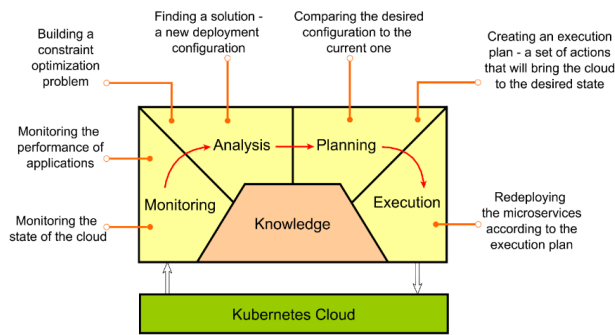 Building a
constraint
optimization
problem
Finding a solution -
a new deployment
configuration
Comparing the desired
configuration to the
current one
Creating an execution
plan - a set of actions
that will bring the cloud
to the desired state
Monitoring the
performance of
applications
Monitoring the
state of the cloud
Analysis
Planning
Monitoring
Execution
Knowledge
Redeploying
the microservices
according to the
execution plan
Kubernetes Cloud